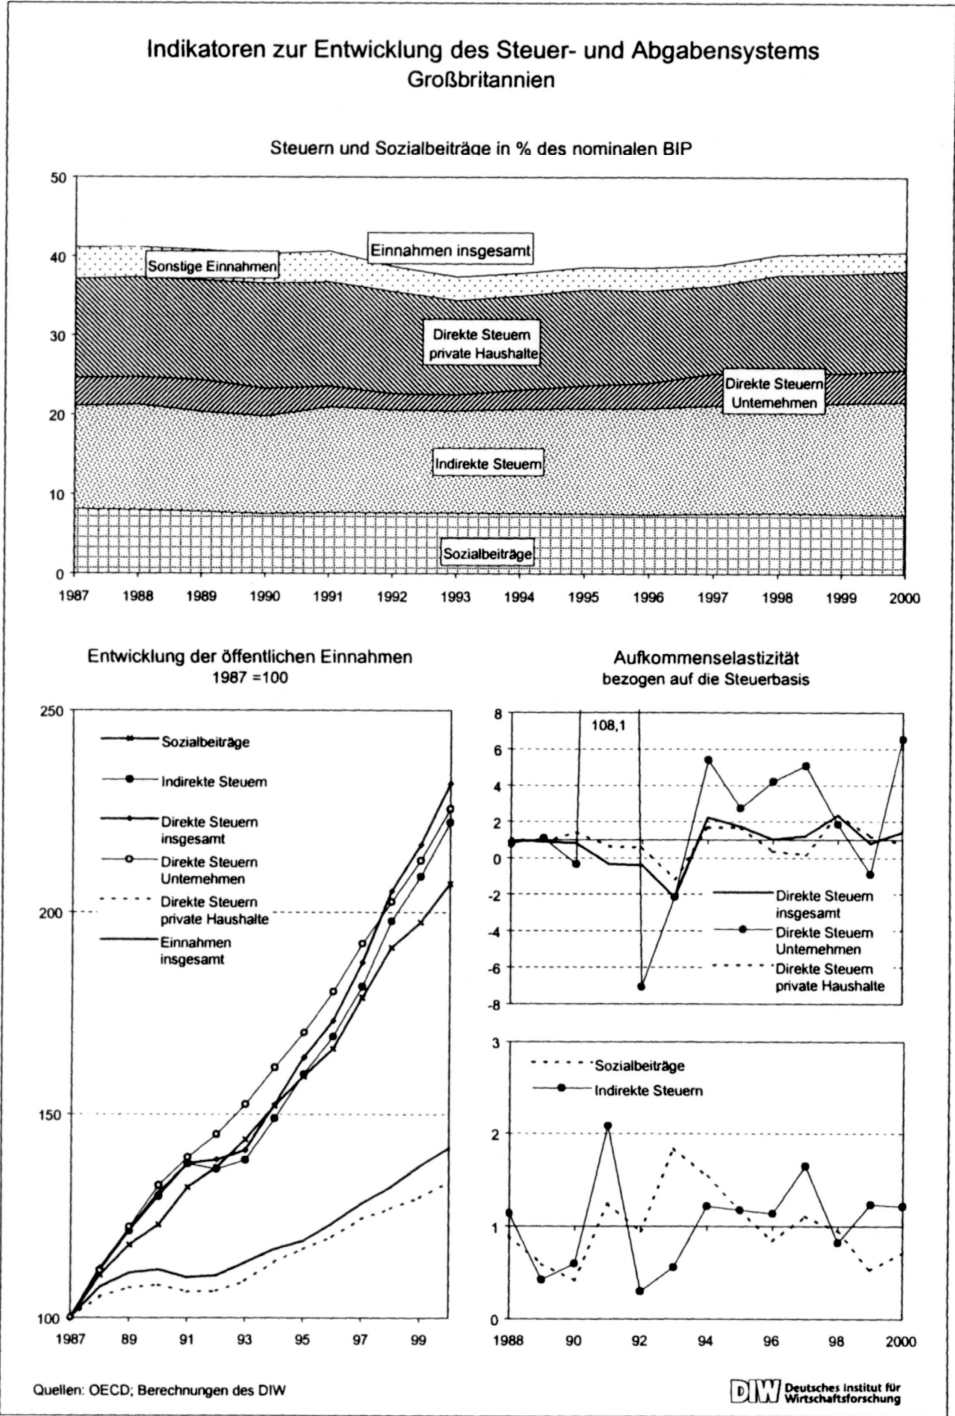 Indikatoren zur Entwicklung des Steuer- und Abgabensystems
Großbritannien
Steuern und Sozialbeiträge in % des nominalen BIP
50
40
30
20
10
0
Einnahmen insgesamt
Sonstige Einnahmen
Direkte Steuern
private Haushalte
Direkte Steuern
Unternehmen
Indirekte Steuern
Sozialbeiträge
1987 1988 1989 1990 1991 1992 1993 1994 1995 1996 1997 1998 1999 2000
Entwicklung der öffentlichen Einnahmen
1987 =100
250
200
150
100
Sozialbeiträge
Indirekte Steuern
Direkte Steuern
insgesamt
Direkte Steuern
Unternehmen
Direkte Steuern
private Haushalte
Einnahmen
insgesamt
1987 89 91 93 95 97 99
Aufkommenselastizität
bezogen auf die Steuerbasis
8
6
4
2
0
-2
-4
-6
-8
108,1
Direkte Steuern
insgesamt
Direkte Steuern
Unternehmen
Direkte Steuern
private Haushalte
3
2
1
0
Sozialbeiträge
Indirekte Steuern
1988 90 92 94 96 98 2000
Quellen: OECD; Berechnungen des DIW
DIW Deutsches Institut für
Wirtschaftsforschung